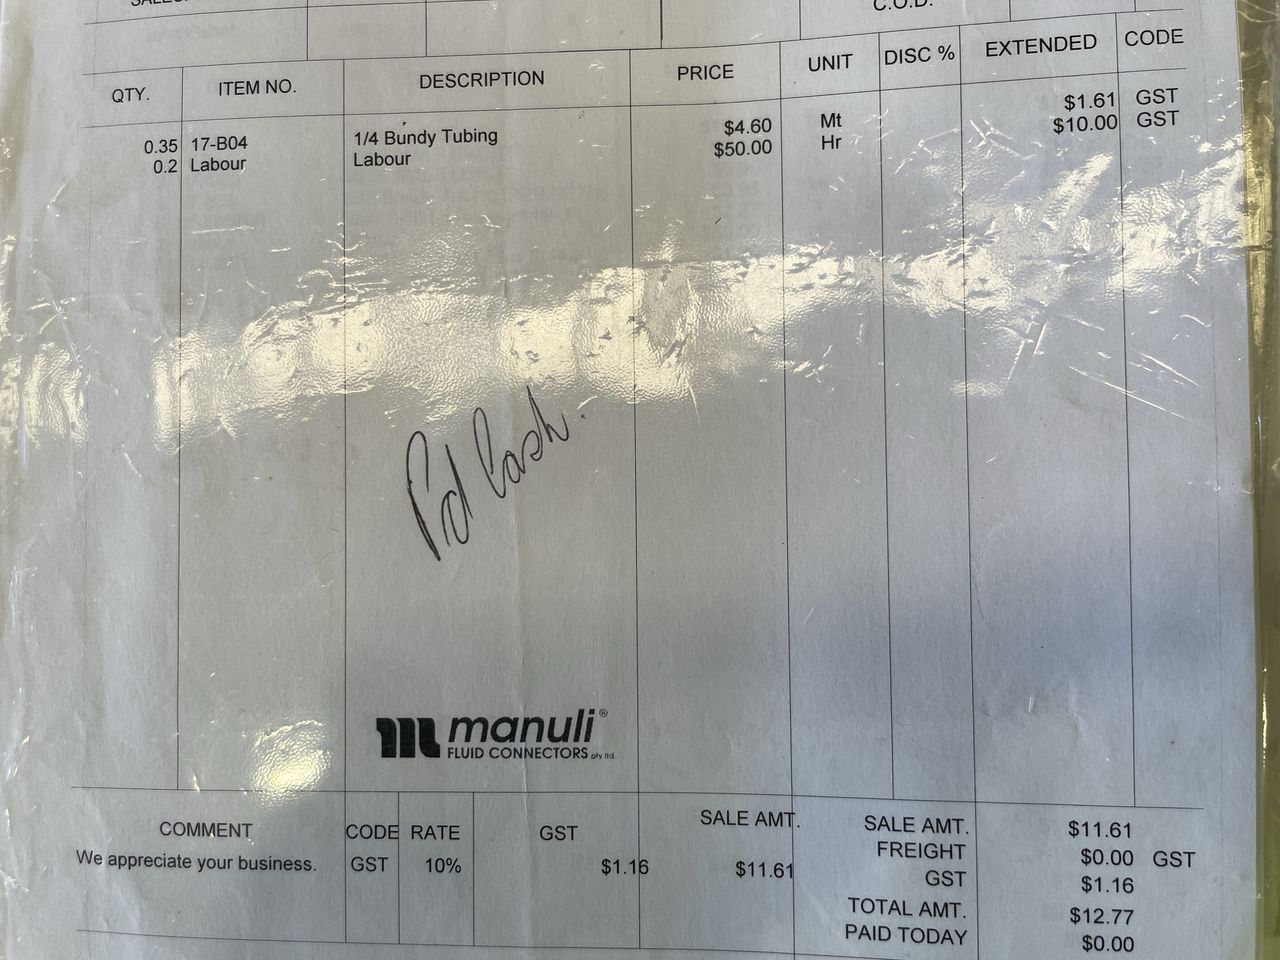 C.O.D.
QTY. ITEM NO. DESCRIPTION PRICE UNIT DISC % EXTENDED CODE
0.35 17-B04 1/4 Bundy Tubing $4.60 Mt $1.61 GST
0.2 Labour Labour $50.00 Hr $10.00 GST
Pd Cash.
manuli®
FLUID CONNECTORS pty ltd.
COMMENT CODE RATE GST SALE AMT. SALE AMT. $11.61
We appreciate your business. GST 10% $1.16 $11.61 FREIGHT $0.00 GST
GST $1.16
TOTAL AMT. $12.77
PAID TODAY $0.00